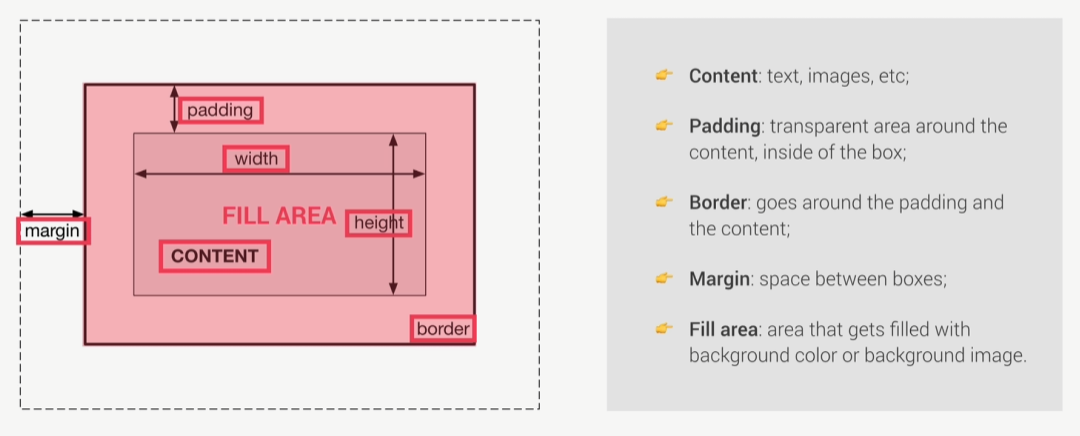 padding
width
FILL AREA
height
margin
CONTENT
border
Content: text, images, etc;
Padding: transparent area around the
content, inside of the box;
Border: goes around the padding and
the content;
Margin: space between boxes;
Fill area: area that gets filled with
background color or background image.